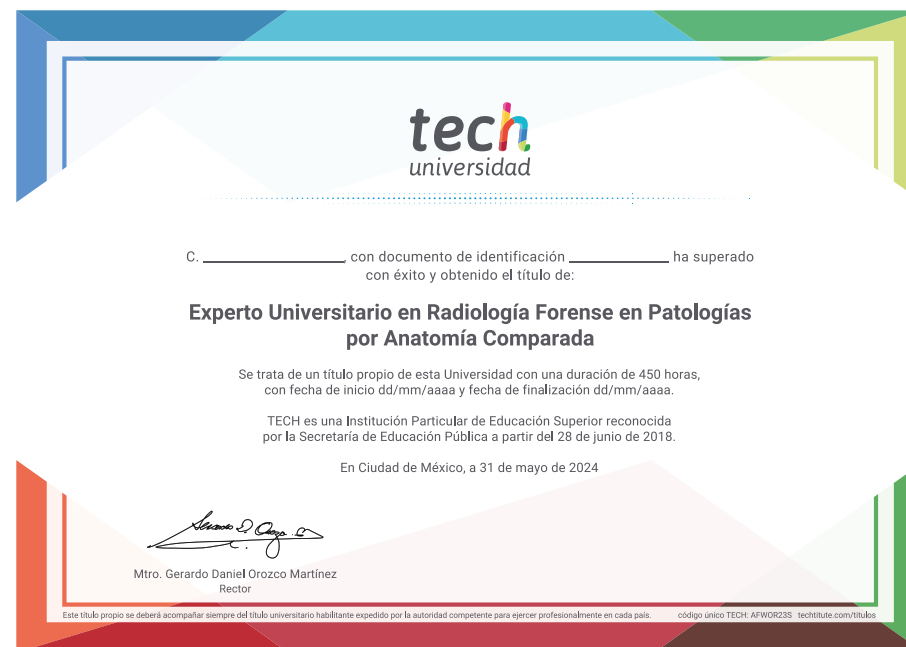 tech
universidad
C. ____________________, con documento de identificación ______________ ha superado
con éxito y obtenido el título de:
Experto Universitario en Radiología Forense en Patologías
por Anatomía Comparada
Se trata de un título propio de esta Universidad con una duración de 450 horas,
con fecha de inicio dd/mm/aaaa y fecha de finalización dd/mm/aaaa.
TECH es una Institución Particular de Educación Superior reconocida
por la Secretaría de Educación Pública a partir del 28 de junio de 2018.
En Ciudad de México, a 31 de mayo de 2024
Mtro. Gerardo Daniel Orozco Martínez
Rector
Este título propio se deberá acompañar siempre del título universitario habilitante expedido por la autoridad competente para ejercer profesionalmente en cada país. código único TECH: AFWOR23S techtitute.com/titulos